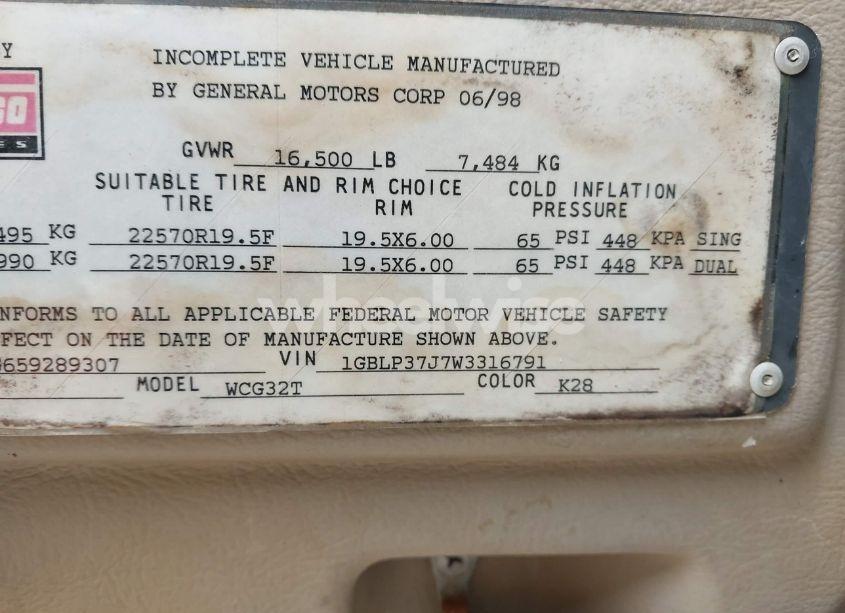 Y
INCOMPLETE VEHICLE MANUFACTURED
BY GENERAL MOTORS CORP 06/98
GO
ES
GVWR 16,500 LB 7,484 KG
SUITABLE TIRE AND RIM CHOICE COLD INFLATION
TIRE RIM PRESSURE
495 KG 22570R19.5F 19.5X6.00 65 PSI 448 KPA SING
990 KG 22570R19.5F 19.5X6.00 65 PSI 448 KPA DUAL
wheelwise
NFORMS TO ALL APPLICABLE FEDERAL MOTOR VEHICLE SAFETY
FECT ON THE DATE OF MANUFACTURE SHOWN ABOVE.
659289307 VIN 1GBLP37J7W3316791
MODEL WCG32T COLOR K28